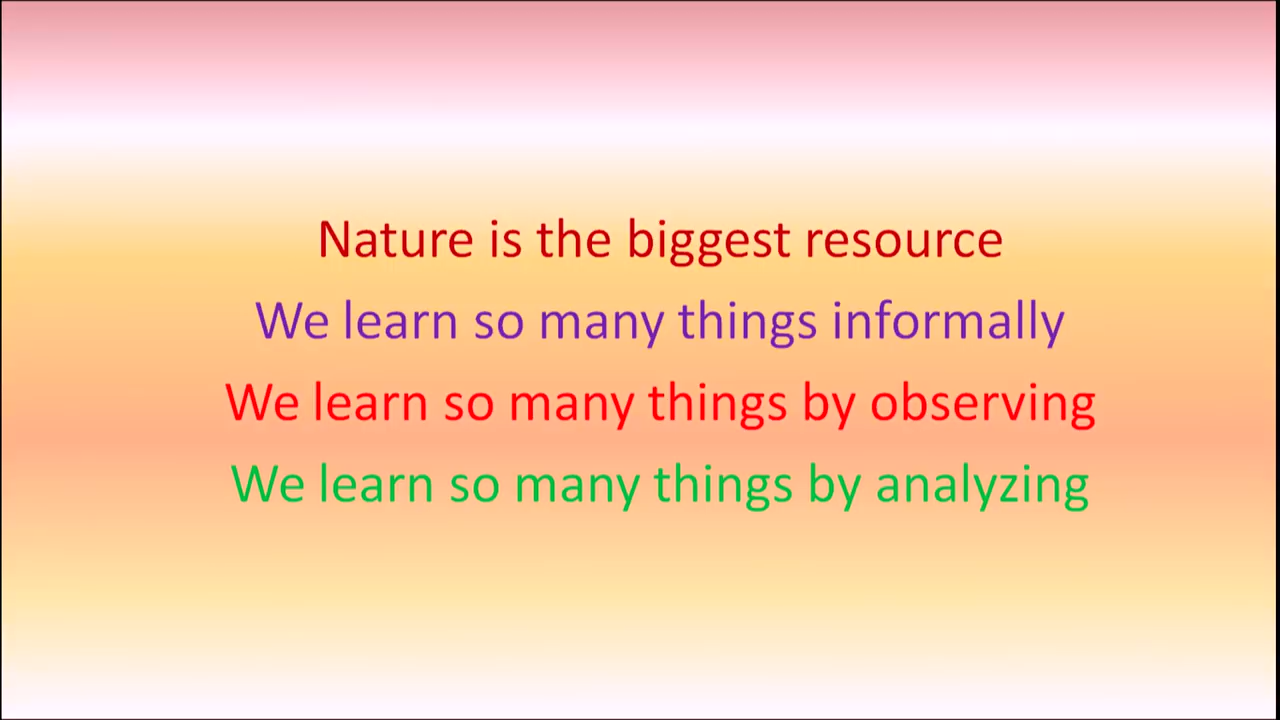 Nature is the biggest resource
We learn so many things informally
We learn so many things by observing
We learn so many things by analyzing